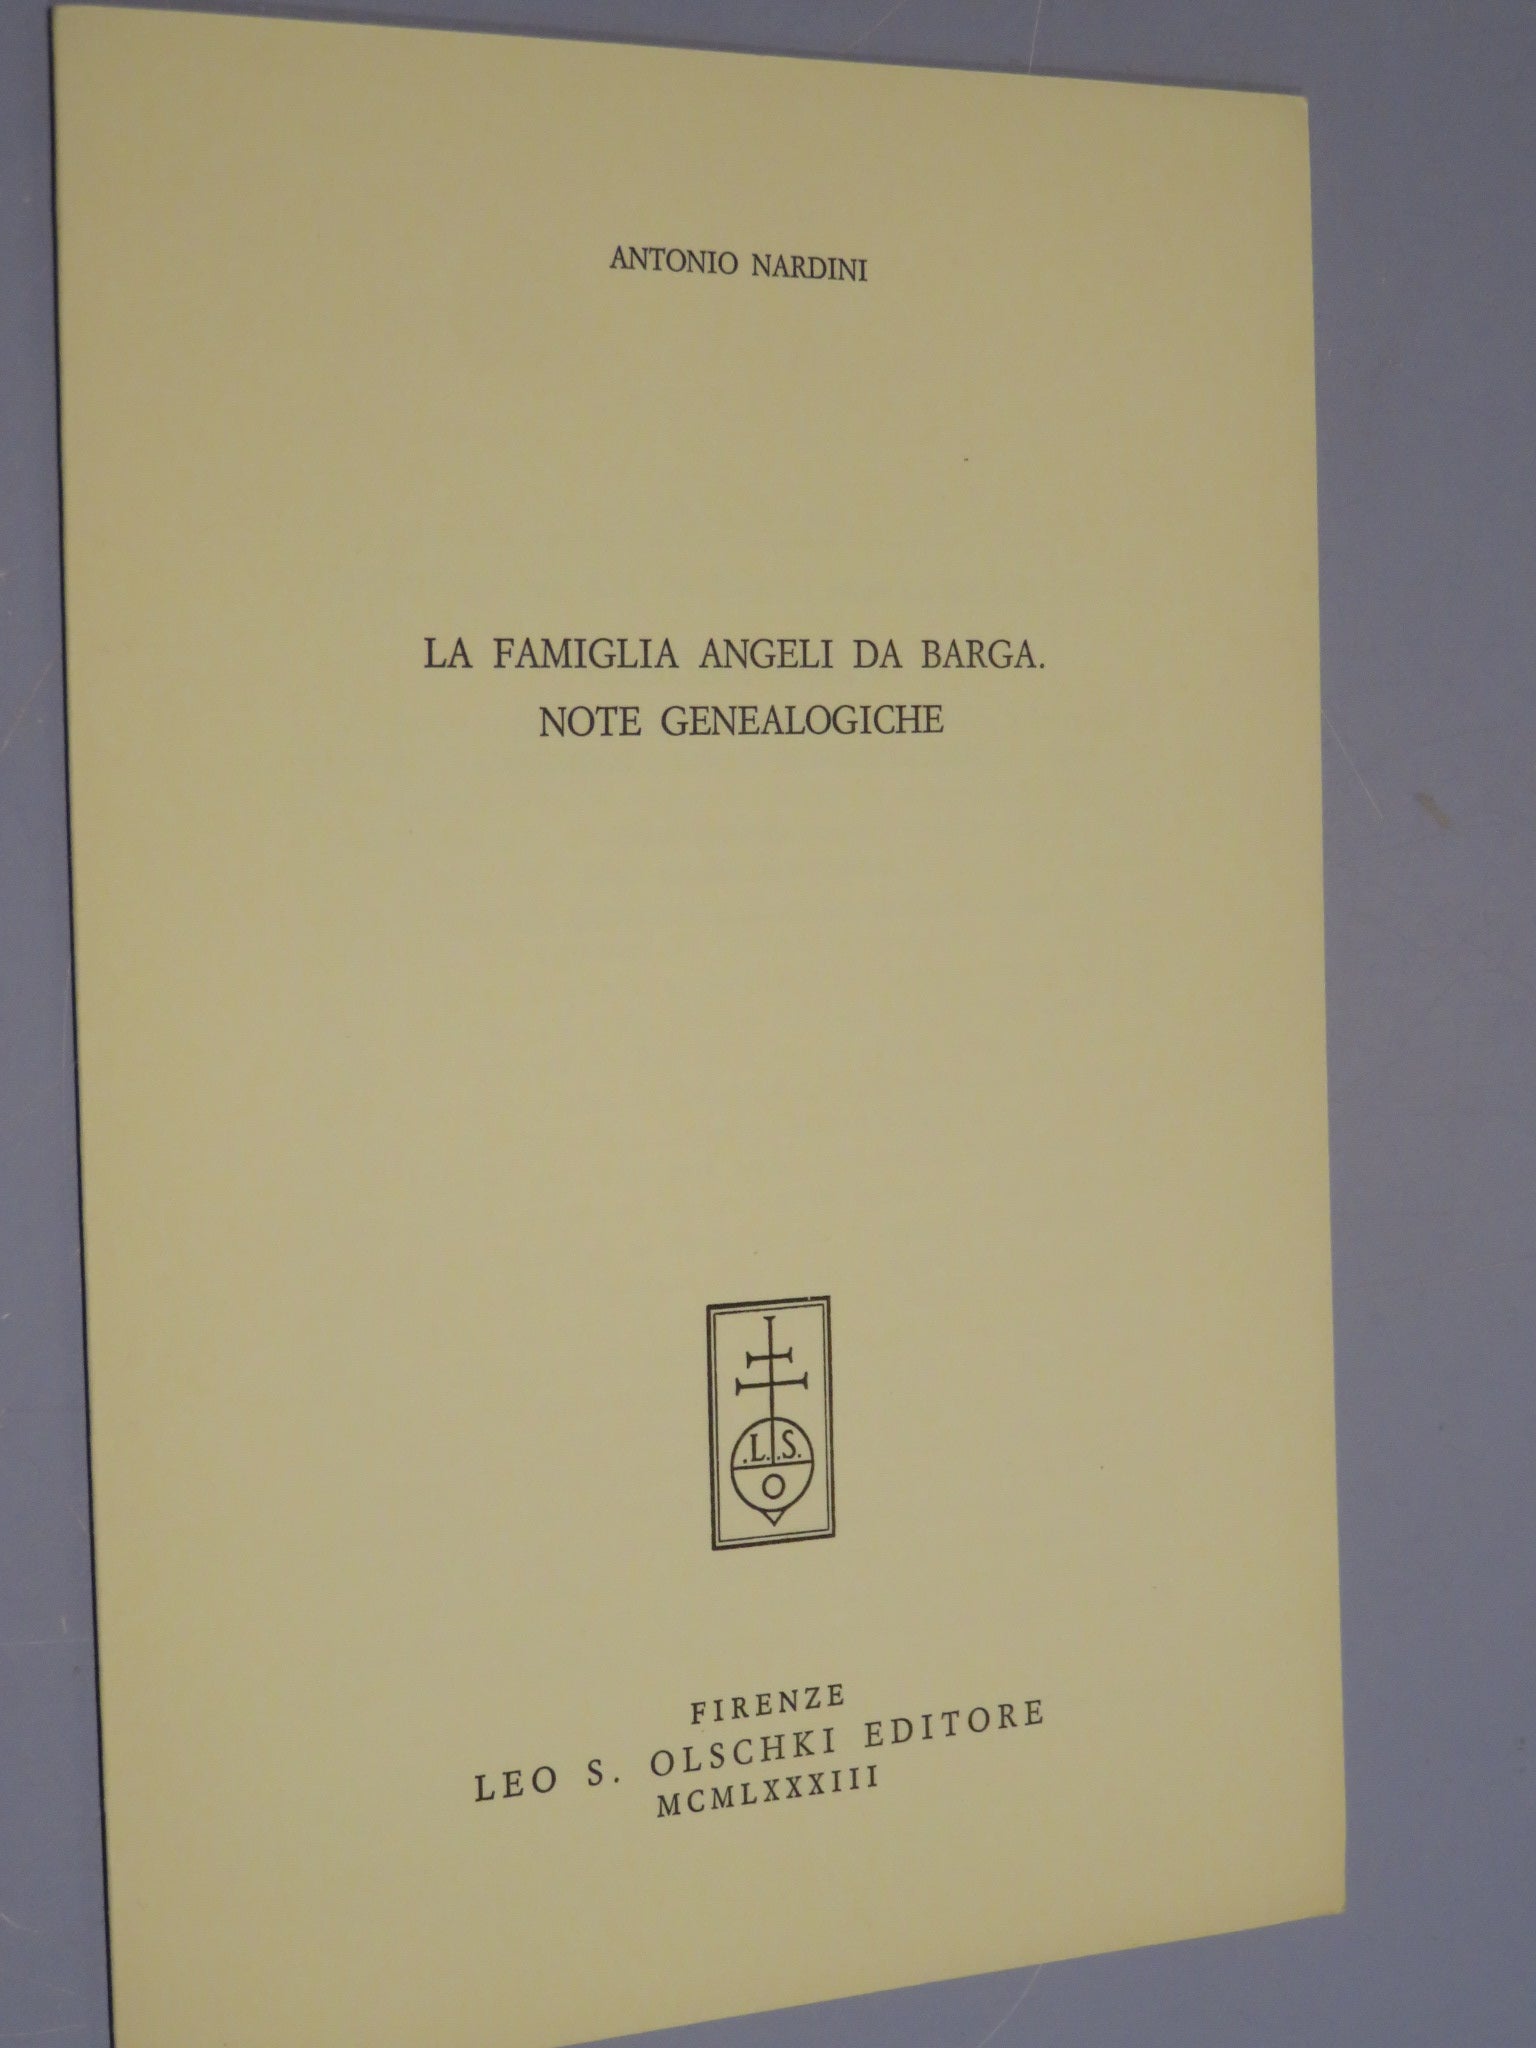 ANTONIO NARDINI
LA FAMIGLIA ANGELI DA BARGA.
NOTE GENEALOGICHE
.L.S.
O
FIRENZE
LEO S. OLSCHKI EDITORE
MCMLXXXIII